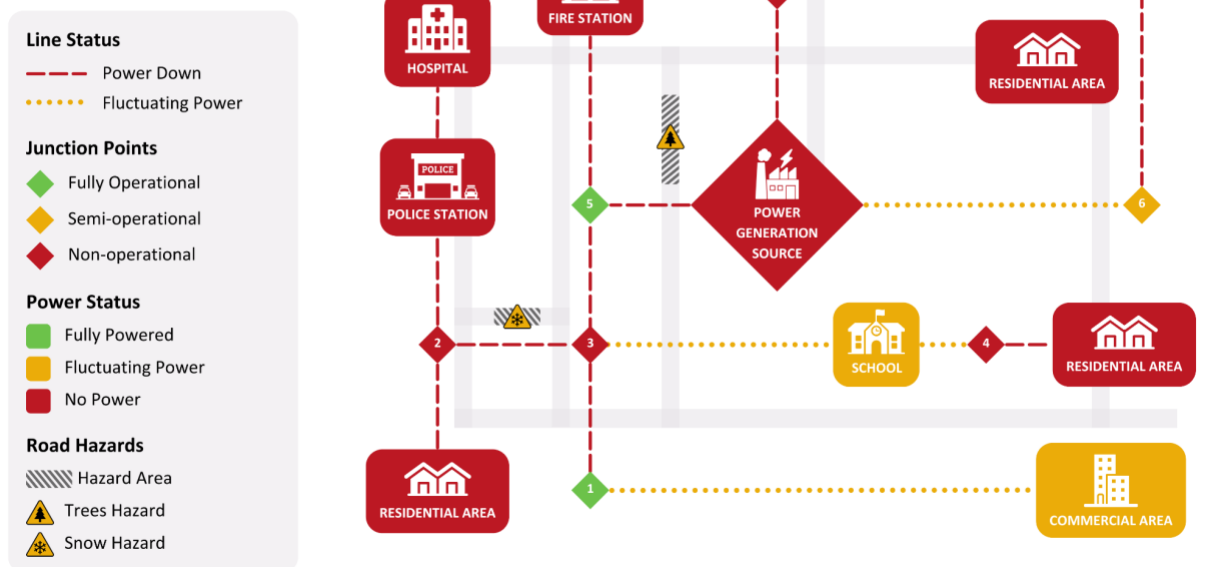 Line Status
Power Down
Fluctuating Power
Junction Points
Fully Operational
Semi-operational
Non-operational
Power Status
Fully Powered
Fluctuating Power
No Power
Road Hazards
Hazard Area
Trees Hazard
Snow Hazard
HOSPITAL
FIRE STATION
RESIDENTIAL AREA
POLICE
POLICE STATION
5
POWER
GENERATION
SOURCE
6
2
3
SCHOOL
4
RESIDENTIAL AREA
RESIDENTIAL AREA
1
COMMERCIAL AREA